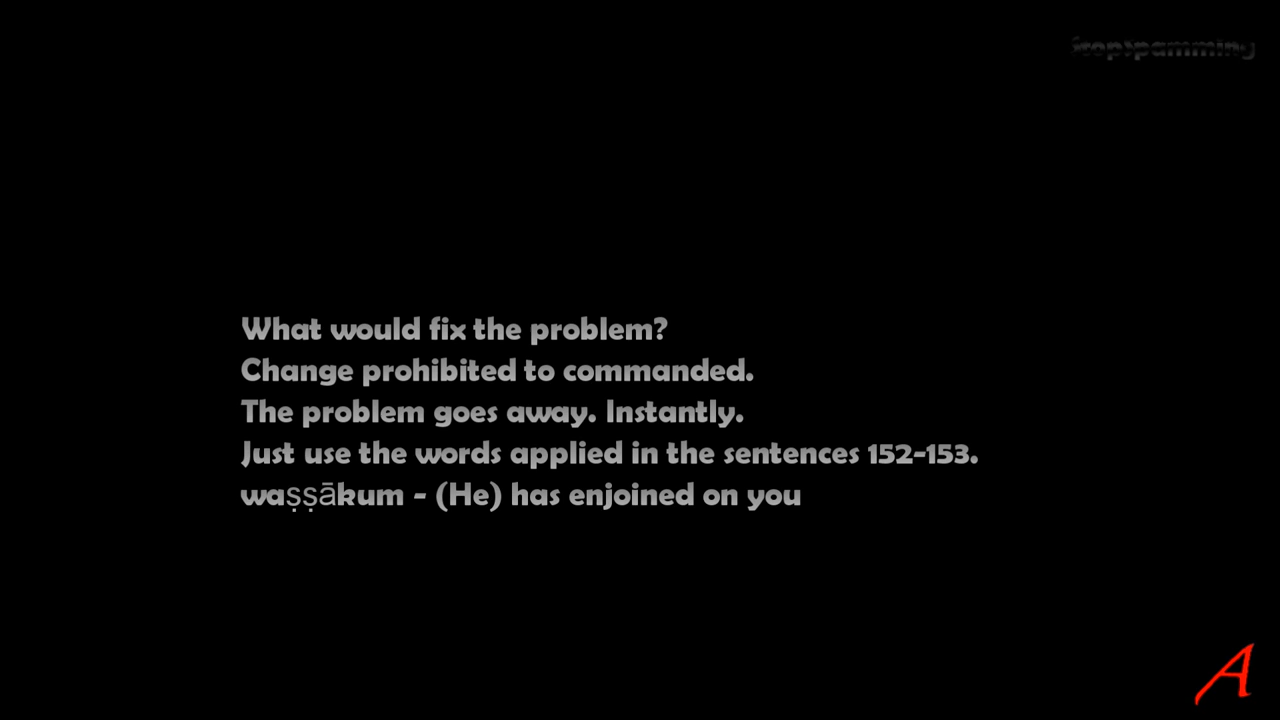 stopspamming
What would fix the problem?
Change prohibited to commanded.
The problem goes away. Instantly.
Just use the words applied in the sentences 152-153.
waṣṣākum - (He) has enjoined on you
A